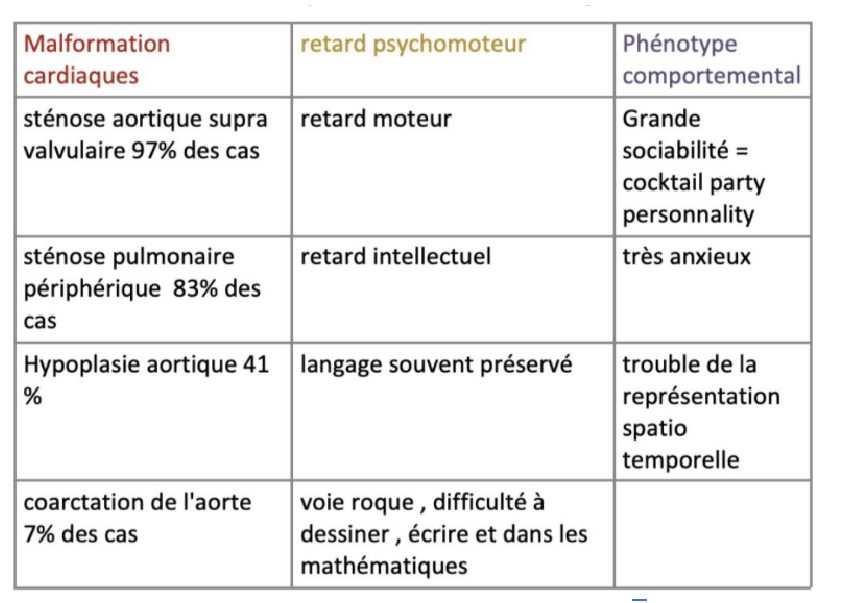 Malformation
cardiaques
retard psychomoteur
Phénotype
comportemental
sténose aortique supra
valvulaire 97% des cas
retard moteur
Grande
sociabilité =
cocktail party
personnality
sténose pulmonaire
périphérique 83% des
cas
retard intellectuel
très anxieux
Hypoplasie aortique 41
%
langage souvent préservé
trouble de la
représentation
spatio
temporelle
coarctation de l'aorte
7% des cas
voie roque , difficulté à
dessiner , écrire et dans les
mathématiques